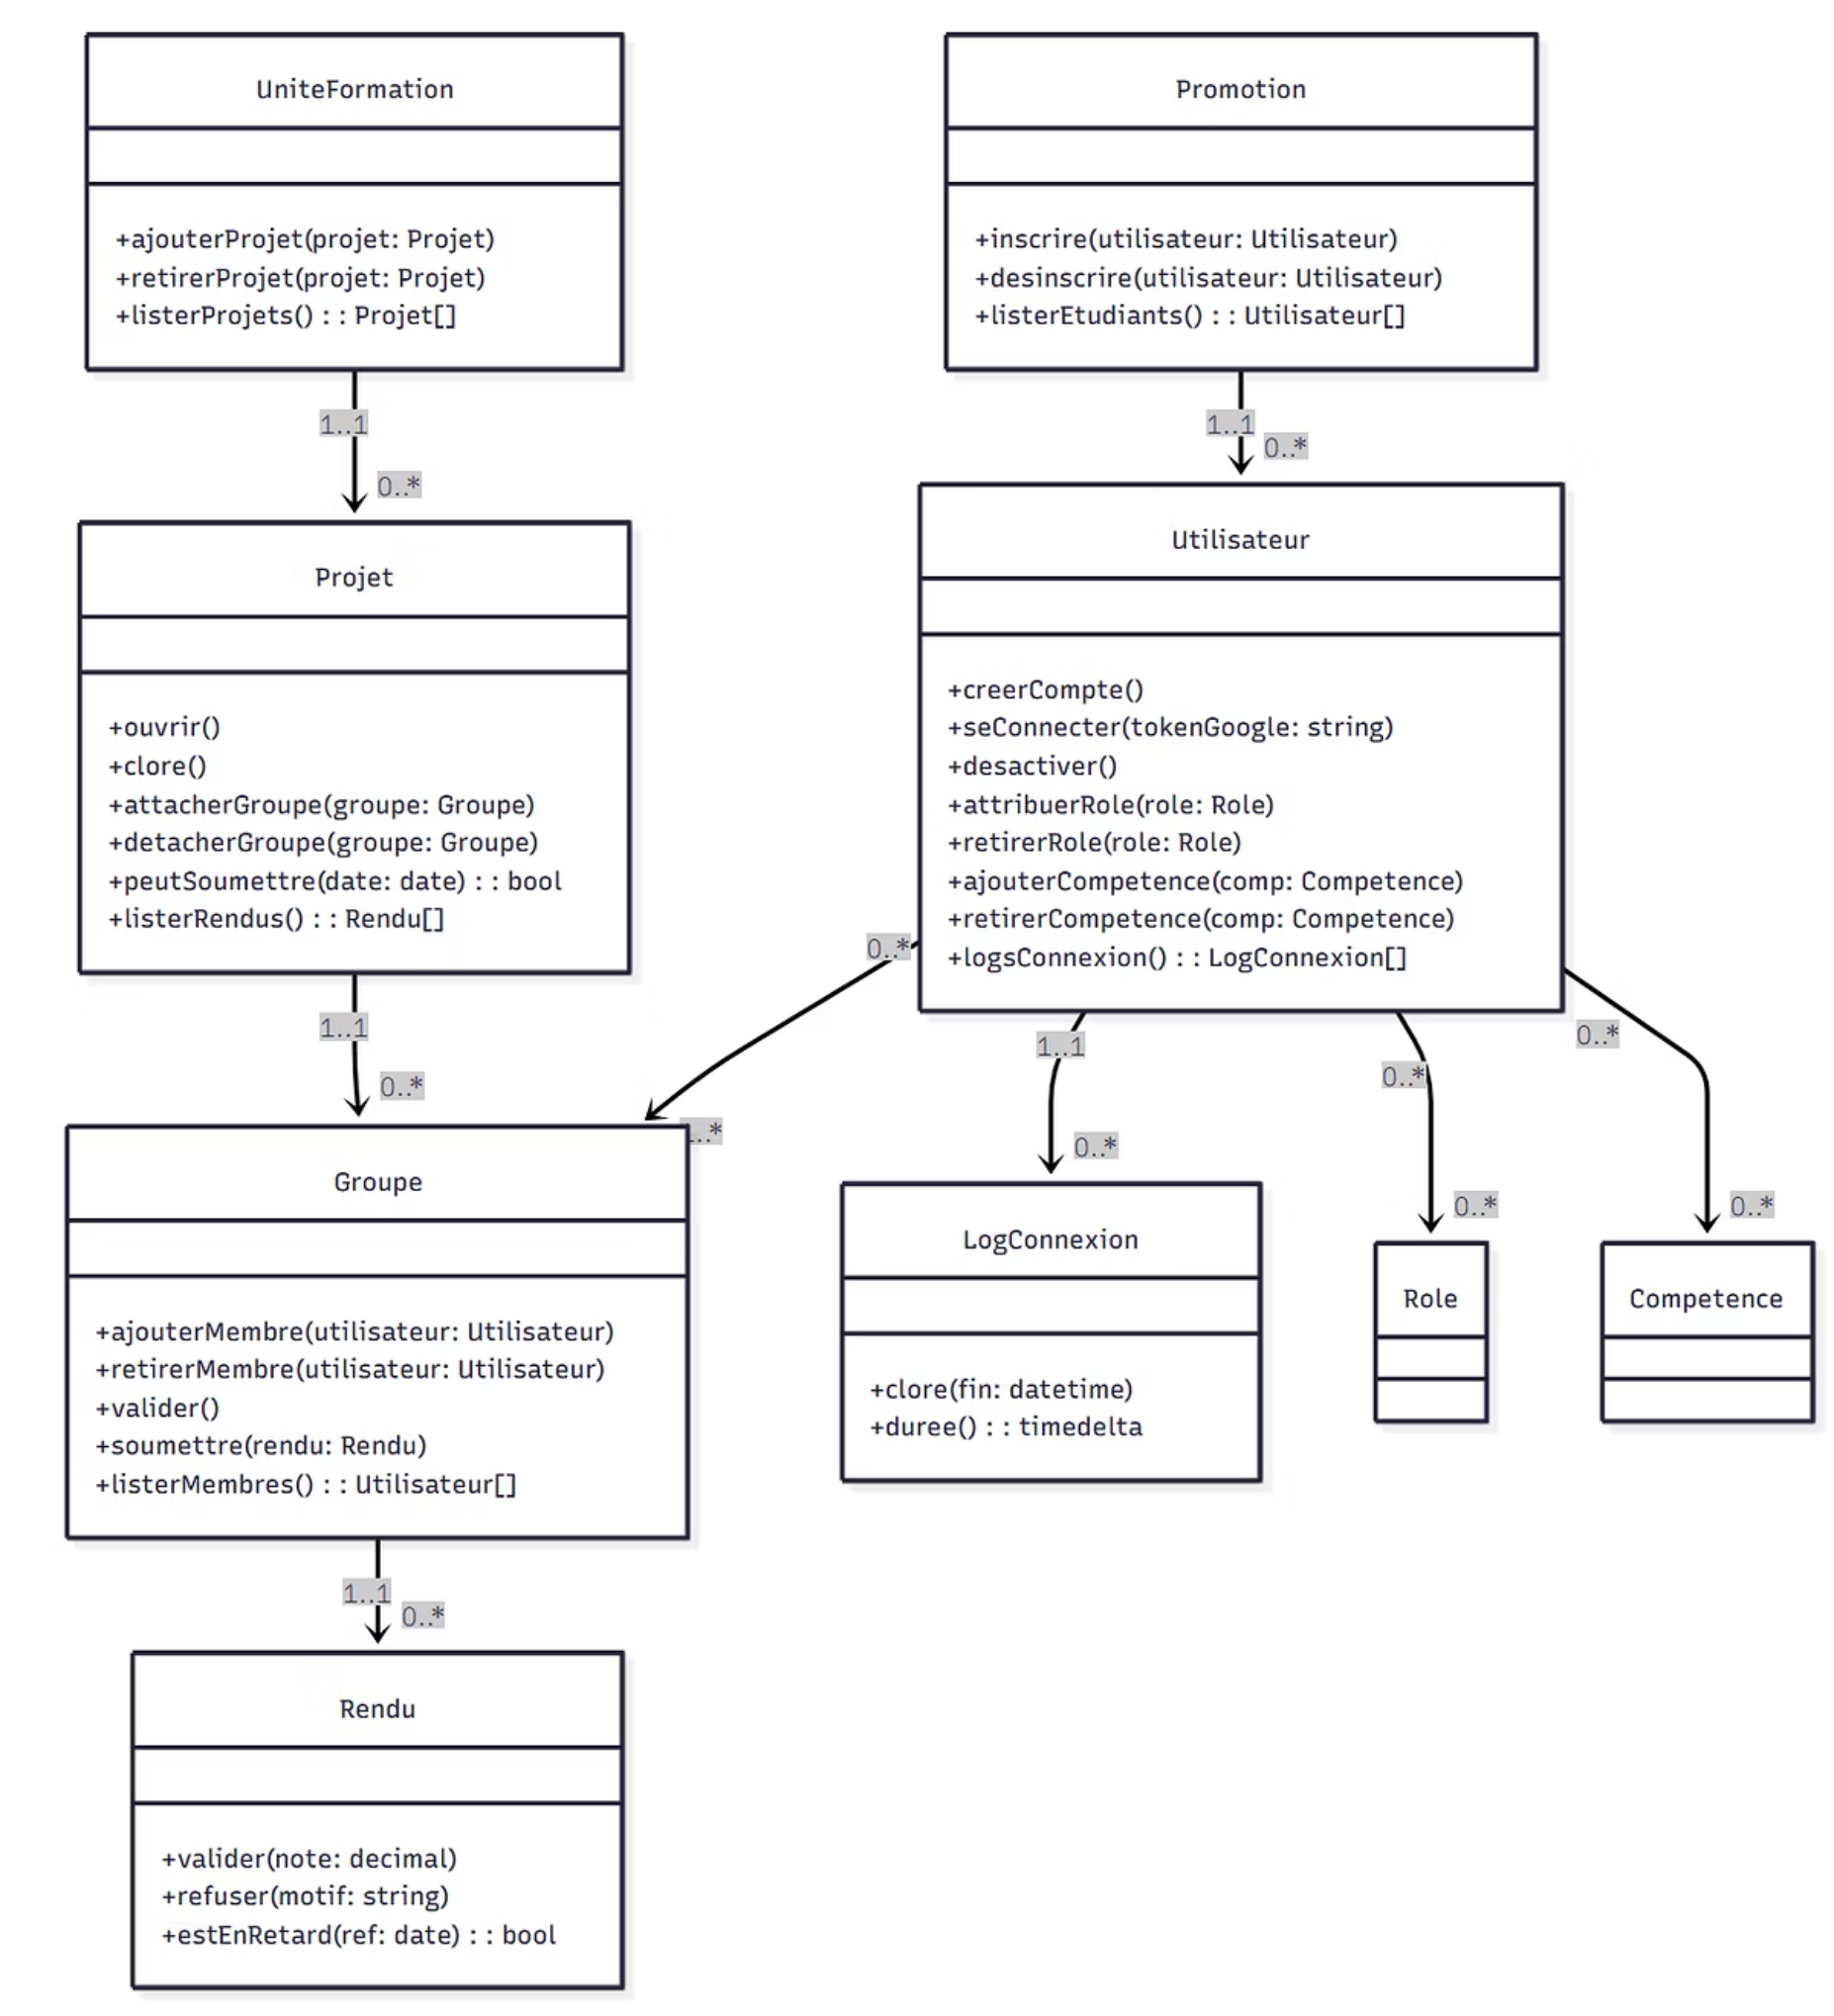 UniteFormation
+ajouterProjet(projet: Projet)
+retirerProjet(projet: Projet)
+listerProjets() : : Projet[]
1..1
0..*
Promotion
+inscrire(utilisateur: Utilisateur)
+desinscrire(utilisateur: Utilisateur)
+listerEtudiants() : : Utilisateur[]
1..1
0..*
Projet
+ouvrir()
+clore()
+attacherGroupe(groupe: Groupe)
+detacherGroupe(groupe: Groupe)
+peutSoumettre(date: date) : : bool
+listerRendus() : : Rendu[]
1..1
0..*
Utilisateur
+creerCompte()
+seConnecter(tokenGoogle: string)
+desactiver()
+attribuerRole(role: Role)
+retirerRole(role: Role)
+ajouterCompetence(comp: Competence)
+retirerCompetence(comp: Competence)
+logsConnexion() : : LogConnexion[]
0..*
..*
1..1
0..*
0..*
0..*
0..*
0..*
Groupe
+ajouterMembre(utilisateur: Utilisateur)
+retirerMembre(utilisateur: Utilisateur)
+valider()
+soumettre(rendu: Rendu)
+listerMembres() : : Utilisateur[]
1..1
0..*
LogConnexion
+clore(fin: datetime)
+duree() : : timedelta
Role
Competence
Rendu
+valider(note: decimal)
+refuser(motif: string)
+estEnRetard(ref: date) : : bool